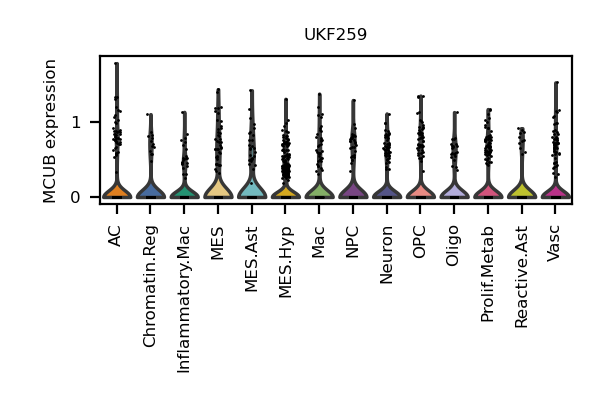 UKF259
MCUB expression
1
0
AC
Chromatin.Reg
Inflammatory.Mac
MES
MES.Ast
MES.Hyp
Mac
NPC
Neuron
OPC
Oligo
Prolif.Metab
Reactive.Ast
Vasc